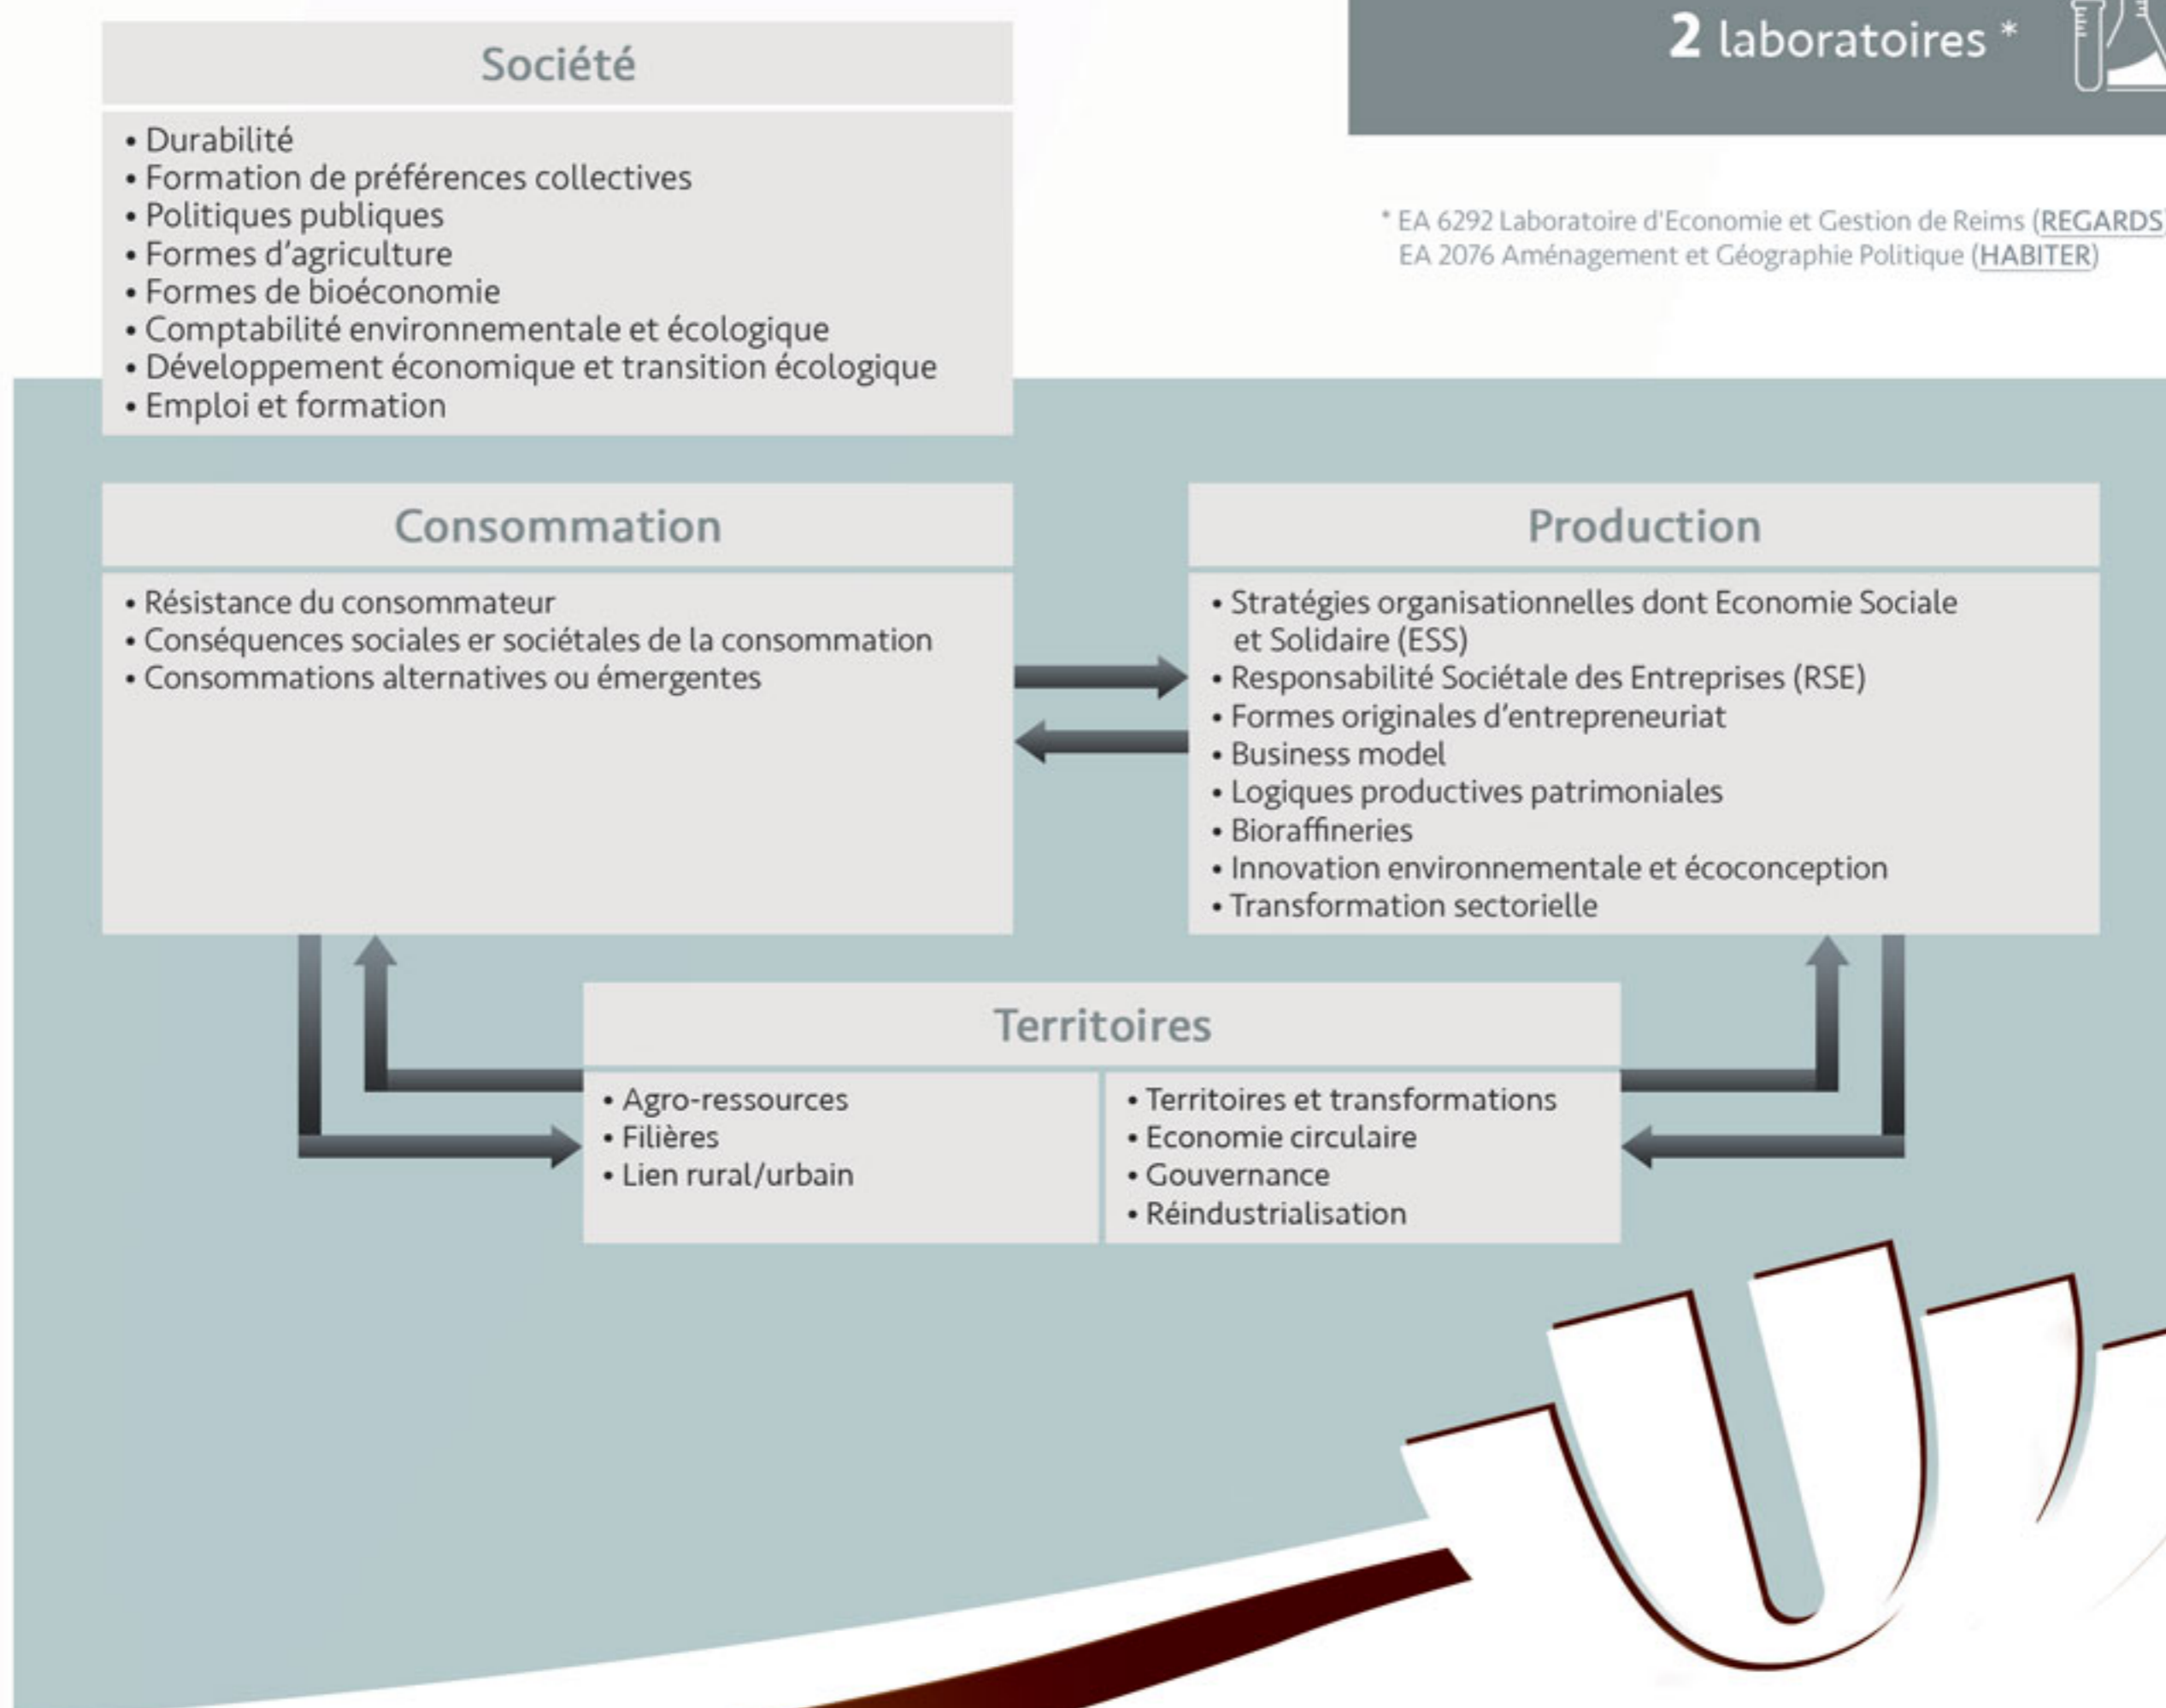 Société
• Durabilité
• Formation de préférences collectives
• Politiques publiques
• Formes d'agriculture
• Formes de bioéconomie
• Comptabilité environnementale et écologique
• Développement économique et transition écologique
• Emploi et formation
2 laboratoires *
* EA 6292 Laboratoire d'Economie et Gestion de Reims (REGARDS)
EA 2076 Aménagement et Géographie Politique (HABITER)
Consommation
• Résistance du consommateur
• Conséquences sociales er sociétales de la consommation
• Consommations alternatives ou émergentes
Production
• Stratégies organisationnelles dont Economie Sociale
et Solidaire (ESS)
• Responsabilité Sociétale des Entreprises (RSE)
• Formes originales d'entrepreneuriat
• Business model
• Logiques productives patrimoniales
• Bioraffineries
• Innovation environnementale et écoconception
• Transformation sectorielle
Territoires
• Agro-ressources
• Filières
• Lien rural/urbain
• Territoires et transformations
• Economie circulaire
• Gouvernance
• Réindustrialisation